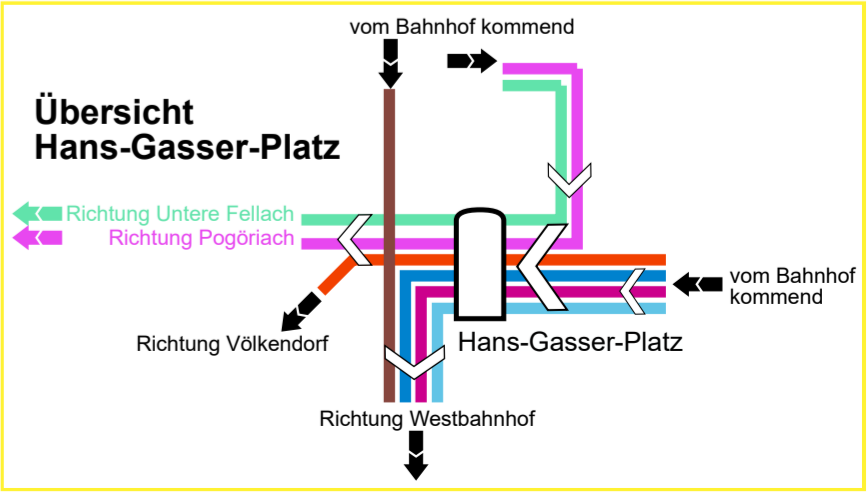 vom Bahnhof kommend
Übersicht
Hans-Gasser-Platz
Richtung Untere Fellach
Richtung Pogöriach
vom Bahnhof
kommend
Richtung Völkendorf
Hans-Gasser-Platz
Richtung Westbahnhof